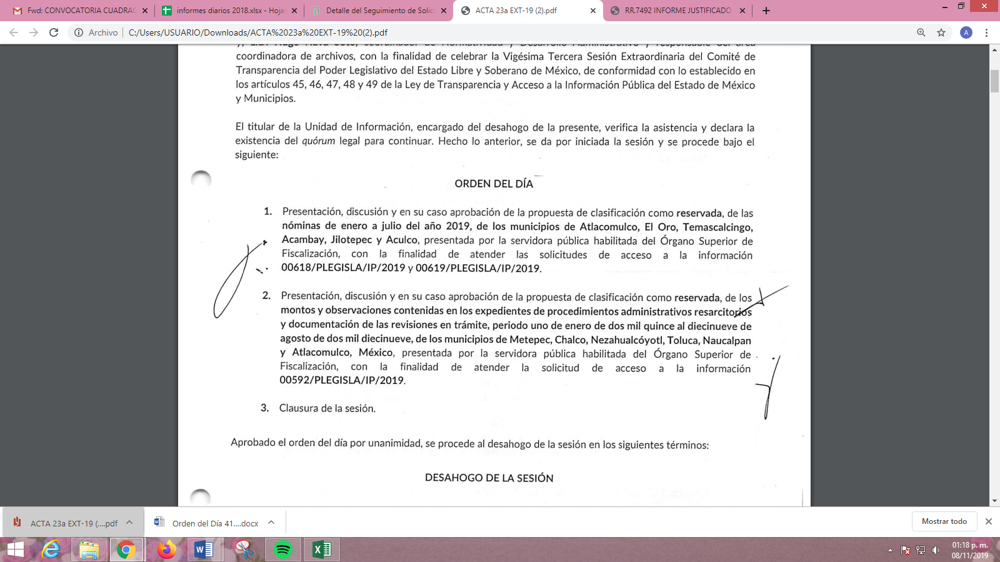 Fwd: CONVOCATORIA CUADRAG
informes diarios 2018.xlsx - Hoja
Detalle del Seguimiento de Solici
ACTA 23a EXT-19 (2).pdf
RR.7492 INFORME JUSTIFICADO
Archivo
C:/Users/USUARIO/Downloads/ACTA%2023a%20EXT-19%20(2).pdf
A
coordinadora de archivos, con la finalidad de celebrar la Vigésima Tercera Sesión Extraordinaria del Comité de
Transparencia del Poder Legislativo del Estado Libre y Soberano de México, de conformidad con lo establecido en
los artículos 45, 46, 47, 48 y 49 de la Ley de Transparencia y Acceso a la Información Pública del Estado de México
y Municipios.
El titular de la Unidad de Información, encargado del desahogo de la presente, verifica la asistencia y declara la
existencia del quórum legal para continuar. Hecho lo anterior, se da por iniciada la sesión y se procede bajo el
siguiente:
ORDEN DEL DÍA
1. Presentación, discusión y en su caso aprobación de la propuesta de clasificación como reservada, de las
nóminas de enero a julio del año 2019, de los municipios de Atlacomulco, El Oro, Temascalcingo,
Acambay, Jilotepec y Aculco, presentada por la servidora pública habilitada del Órgano Superior de
Fiscalización, con la finalidad de atender las solicitudes de acceso a la información
00618/PLEGISLA/IP/2019 y 00619/PLEGISLA/IP/2019.
2. Presentación, discusión y en su caso aprobación de la propuesta de clasificación como reservada, de los
montos y observaciones contenidas en los expedientes de procedimientos administrativos resarcitorios
y documentación de las revisiones en trámite, periodo uno de enero de dos mil quince al diecinueve de
agosto de dos mil diecinueve, de los municipios de Metepec, Chalco, Nezahualcóyotl, Toluca, Naucalpan
y Atlacomulco, México, presentada por la servidora pública habilitada del Órgano Superior de
Fiscalización, con la finalidad de atender la solicitud de acceso a la información
00592/PLEGISLA/IP/2019.
3. Clausura de la sesión.
Aprobado el orden del día por unanimidad, se procede al desahogo de la sesión en los siguientes términos:
DESAHOGO DE LA SESIÓN
ACTA 23a EXT-19 (....pdf
Orden del Día 41....docx
Mostrar todo
01:18 p. m.
08/11/2019